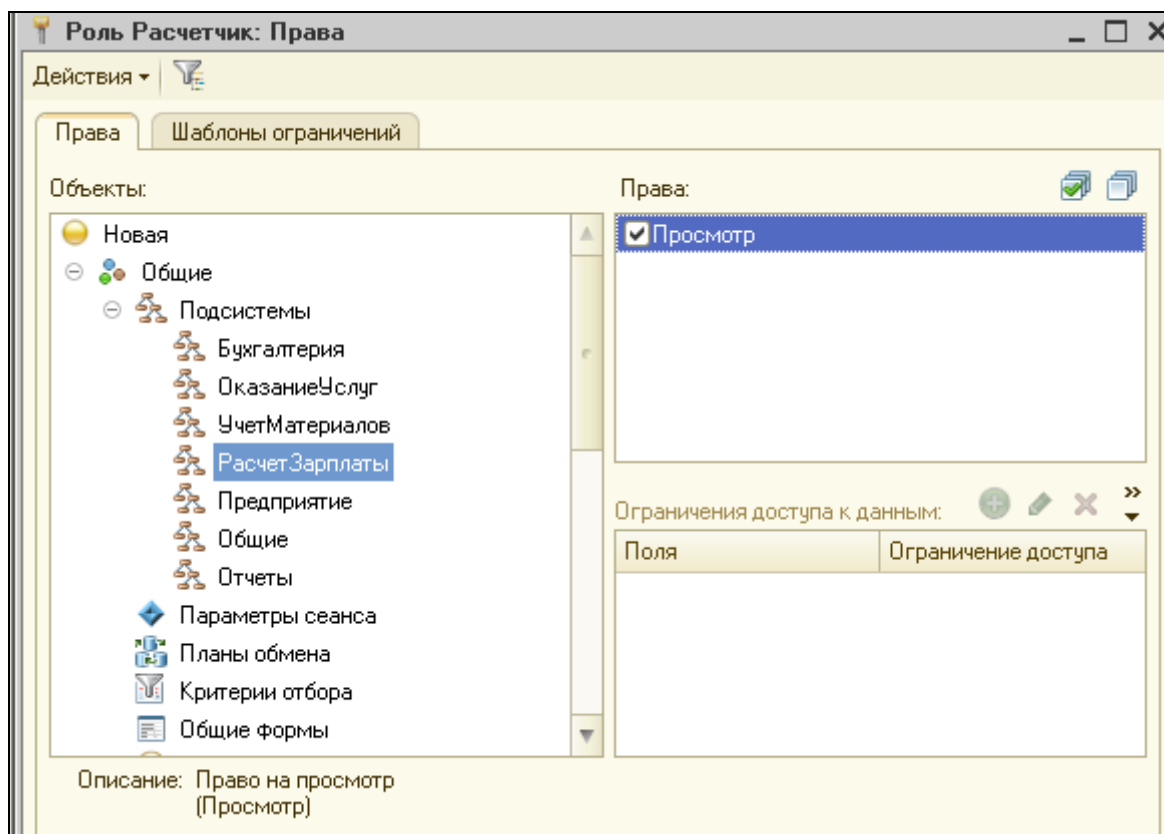 Роль Расчетчик: Права
Действия
Права Шаблоны ограничений
Объекты:
Новая
Общие
Подсистемы
Бухгалтерия
ОказаниеУслуг
УчетМатериалов
РасчетЗарплаты
Предприятие
Общие
Отчеты
Параметры сеанса
Планы обмена
Критерии отбора
Общие формы
Права:
Просмотр
Ограничения доступа к данным:
Поля Ограничение доступа
Описание: Право на просмотр
(Просмотр)